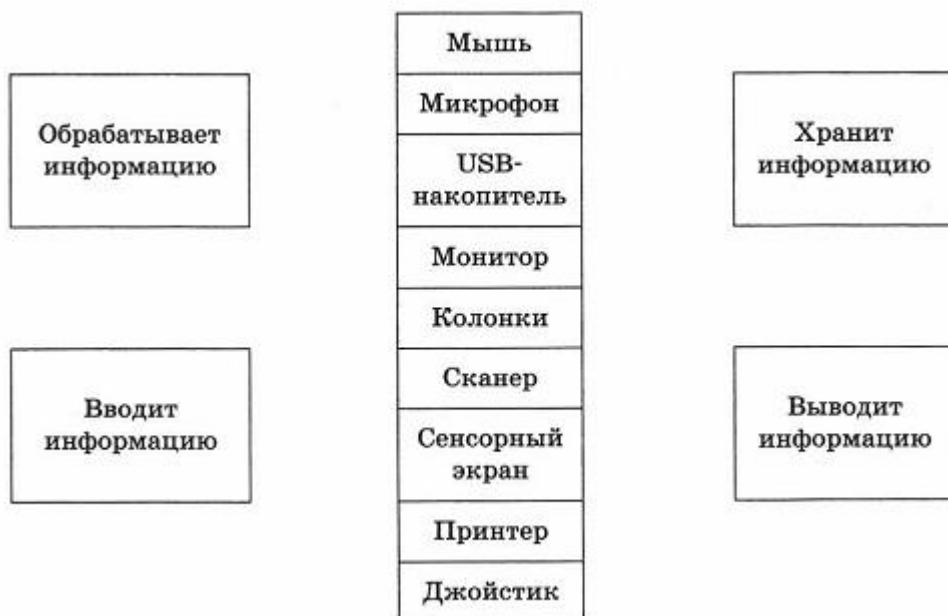 Обрабатывает
информацию
Вводит
информацию
Мышь
Микрофон
USB-
накопитель
Монитор
Колонки
Сканер
Сенсорный
экран
Принтер
Джойстик
Хранит
информацию
Выводит
информацию